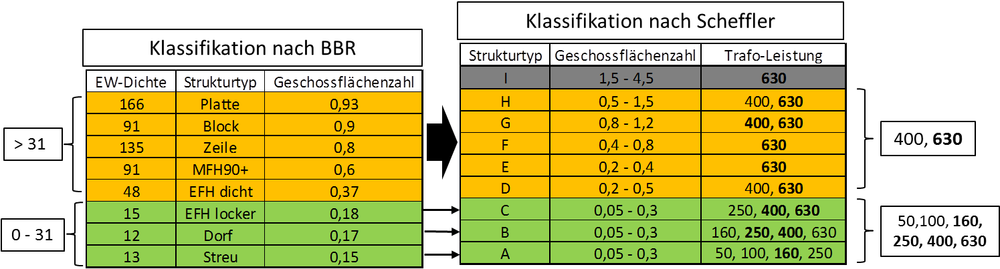 Klassifikation nach BBR
EW-Dichte Strukturtyp Geschossflächenzahl
166 Platte 0,93
91 Block 0,9
135 Zeile 0,8
91 MFH90+ 0,6
48 EFH dicht 0,37
15 EFH locker 0,18
12 Dorf 0,17
13 Streu 0,15
> 31
0 - 31
Klassifikation nach Scheffler
Strukturtyp Geschossflächenzahl Trafo-Leistung
I 1,5 - 4,5 630
H 0,5 - 1,5 400, 630
G 0,8 - 1,2 400, 630
F 0,4 - 0,8 630
E 0,2 - 0,4 630
D 0,2 - 0,5 400, 630
C 0,05 - 0,3 250, 400, 630
B 0,05 - 0,3 160, 250, 400, 630
A 0,05 - 0,3 50, 100, 160, 250
400, 630
50,100, 160,
250, 400, 630